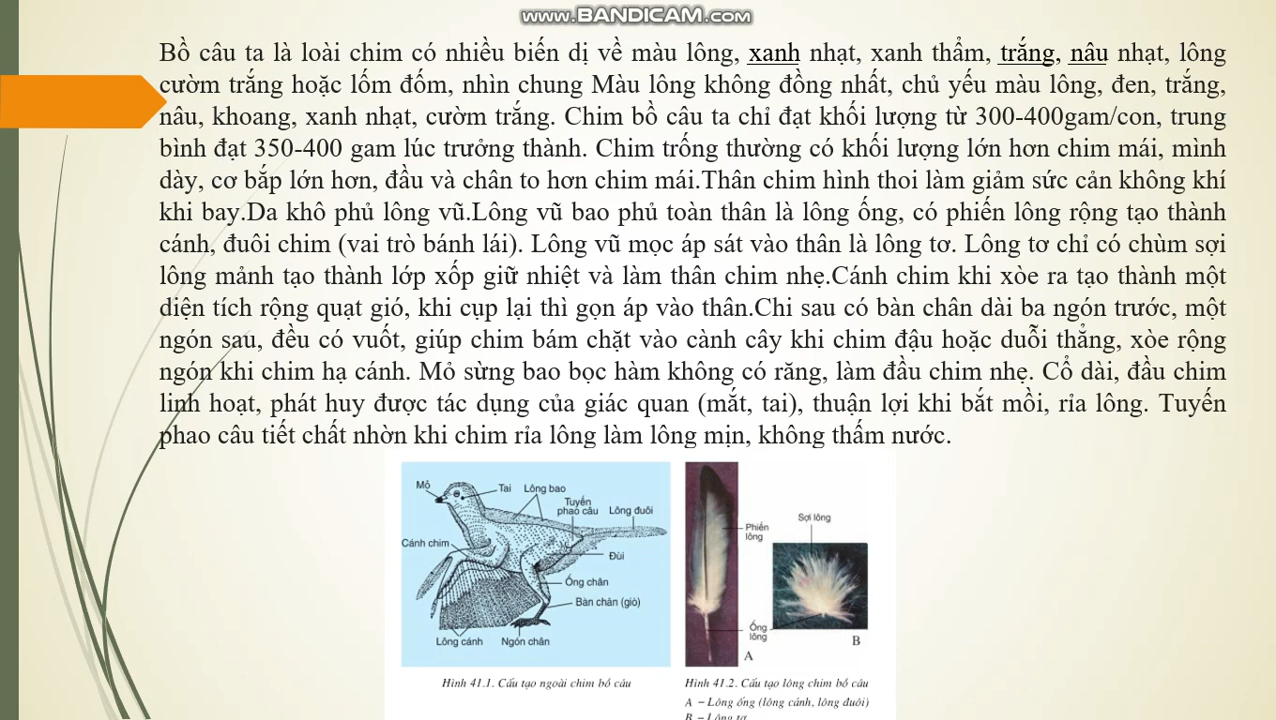 www.BANDICAM.com
Bồ câu ta là loài chim có nhiều biến dị về màu lông, xanh nhạt, xanh thẩm, trắng, nâu nhạt, lông
cườm trắng hoặc lốm đốm, nhìn chung Màu lông không đồng nhất, chủ yếu màu lông, đen, trắng,
nâu, khoang, xanh nhạt, cườm trắng. Chim bồ câu ta chỉ đạt khối lượng từ 300-400gam/con, trung
bình đạt 350-400 gam lúc trưởng thành. Chim trống thường có khối lượng lớn hơn chim mái, mình
dày, cơ bắp lớn hơn, đầu và chân to hơn chim mái.Thân chim hình thoi làm giảm sức cản không khí
khi bay.Da khô phủ lông vũ.Lông vũ bao phủ toàn thân là lông ống, có phiến lông rộng tạo thành
cánh, đuôi chim (vai trò bánh lái). Lông vũ mọc áp sát vào thân là lông tơ. Lông tơ chỉ có chùm sợi
lông mảnh tạo thành lớp xốp giữ nhiệt và làm thân chim nhẹ.Cánh chim khi xòe ra tạo thành một
diện tích rộng quạt gió, khi cụp lại thì gọn áp vào thân.Chi sau có bàn chân dài ba ngón trước, một
ngón sau, đều có vuốt, giúp chim bám chặt vào cành cây khi chim đậu hoặc duỗi thẳng, xòe rộng
ngón khi chim hạ cánh. Mỏ sừng bao bọc hàm không có răng, làm đầu chim nhẹ. Cổ dài, đầu chim
linh hoạt, phát huy được tác dụng của giác quan (mắt, tai), thuận lợi khi bắt mồi, rỉa lông. Tuyến
phao câu tiết chất nhờn khi chim rỉa lông làm lông mịn, không thấm nước.
Mỏ
Tai
Lông bao
Tuyến
phao câu
Lông đuôi
Cánh chim
Đùi
Ống chân
Bàn chân (giò)
Lông cánh
Ngón chân
Phiến
lông
Sợi lông
Ống
lông
A
B
Hình 41.1. Cấu tạo ngoài chim bồ câu
Hình 41.2. Cấu tạo lông chim bồ câu
A – Lông ống (lông cánh, lông đuôi)
B – Lông tơ